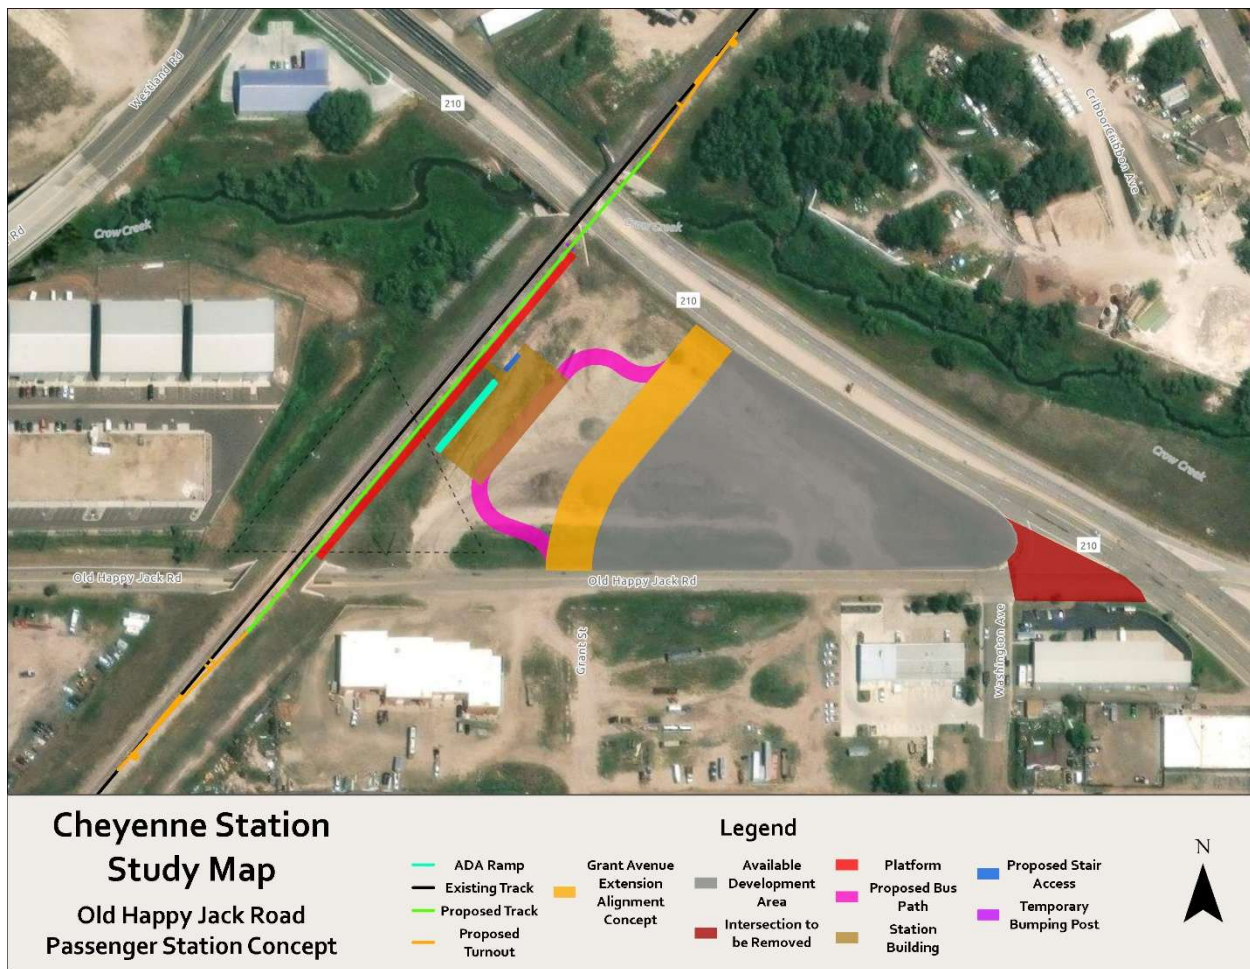 Westland Rd
210
Cribbon Ave
Rd
Crow Creek
Crow Creek
210
Crow Creek
210
Old Happy Jack Rd
Old Happy Jack Rd
Grant St
Washington Ave
Cheyenne Station
Study Map
Old Happy Jack Road
Passenger Station Concept
Legend
ADA Ramp
Existing Track
Proposed Track
Proposed
Turnout
Grant Avenue
Extension
Alignment
Concept
Available
Development
Area
Intersection to
be Removed
Platform
Proposed Bus
Path
Station
Building
Proposed Stair
Access
Temporary
Bumping Post
N